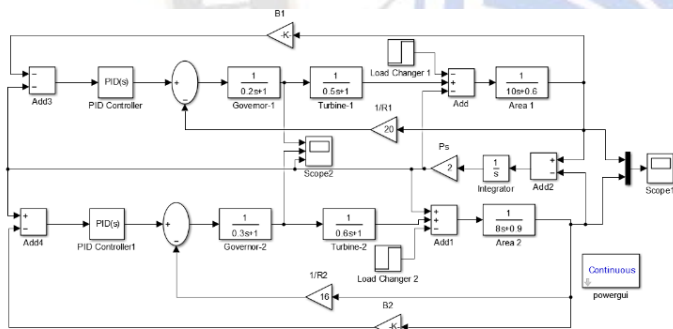 B1
-K-
Load Changer 1
Add3
PID(s)
PID Controller
1
0.2s+1
Governor-1
1
0.5s+1
Turbine-1
Add
1
10s+0.6
Area 1
1/R1
20
Scope2
Ps
2
1
s
Integrator
Add2
Scope1
Add4
PID(s)
PID Controller1
1
0.3s+1
Governor-2
1
0.6s+1
Turbine-2
Add1
1
8s+0.9
Area 2
Load Changer 2
1/R2
16
B2
-K-
Continuous
powergui